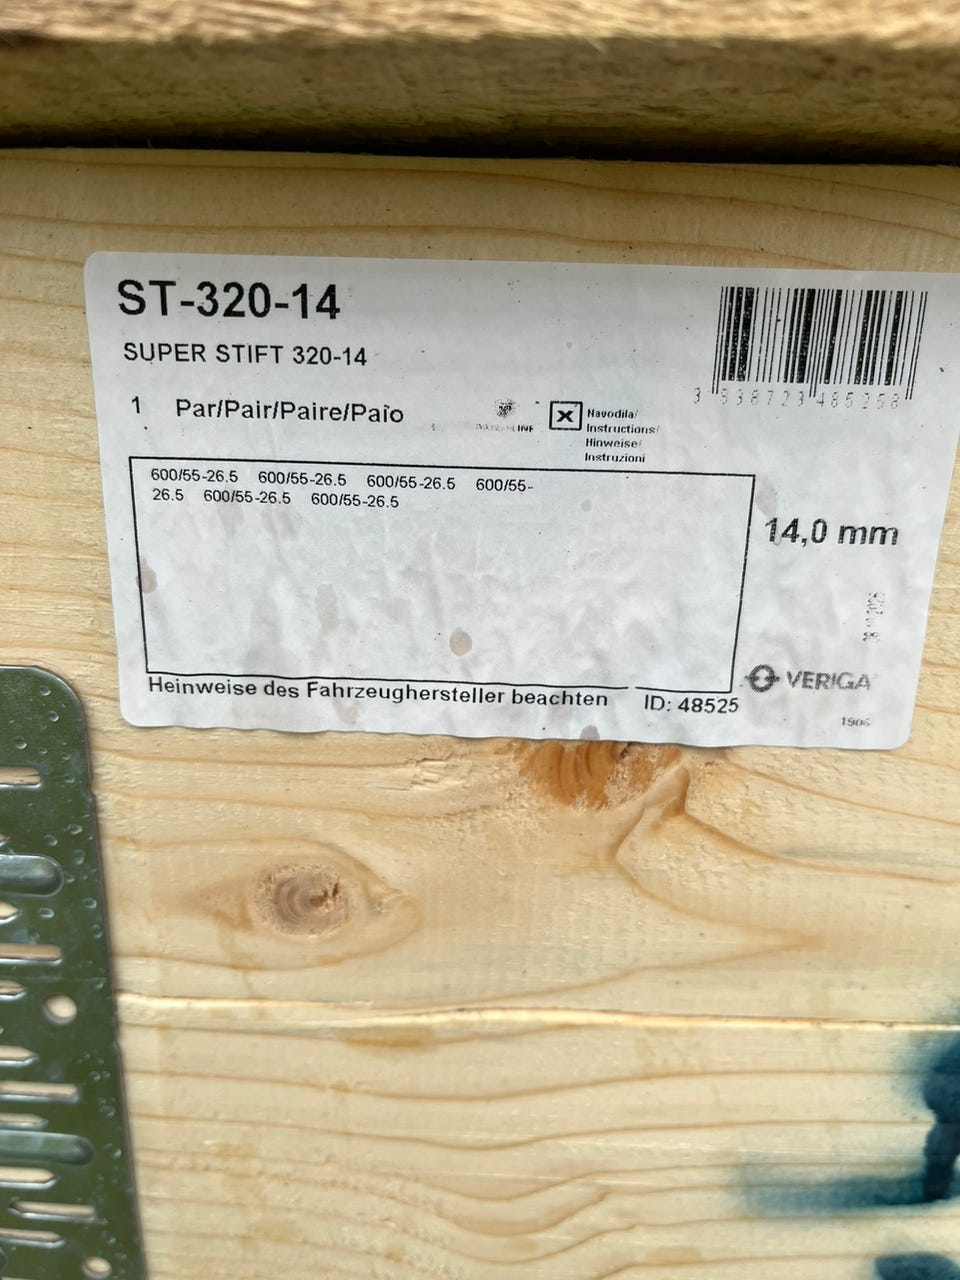 ST-320-14
SUPER STIFT 320-14
1 Par/Pair/Paire/Paio
Navodila/
Instructions/
Hinweise/
Instruzioni
600/55-26.5 600/55-26.5 600/55-26.5 600/55-
26.5 600/55-26.5 600/55-26.5
14,0 mm
VERIGA
Heinweise des Fahrzeughersteller beachten ID: 48525
1906